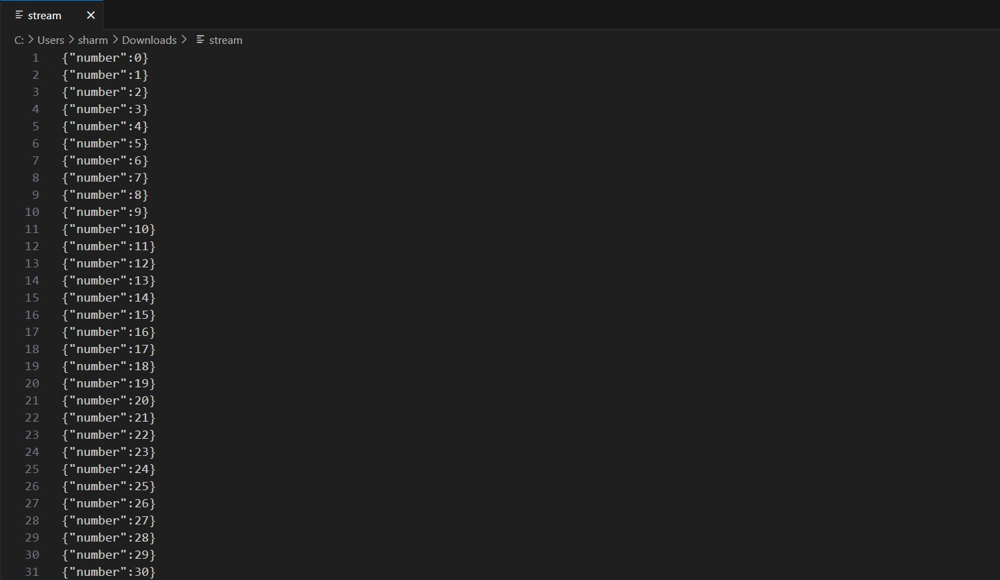 stream
C: > Users > sharm > Downloads > stream
1 {"number":0}
2 {"number":1}
3 {"number":2}
4 {"number":3}
5 {"number":4}
6 {"number":5}
7 {"number":6}
8 {"number":7}
9 {"number":8}
10 {"number":9}
11 {"number":10}
12 {"number":11}
13 {"number":12}
14 {"number":13}
15 {"number":14}
16 {"number":15}
17 {"number":16}
18 {"number":17}
19 {"number":18}
20 {"number":19}
21 {"number":20}
22 {"number":21}
23 {"number":22}
24 {"number":23}
25 {"number":24}
26 {"number":25}
27 {"number":26}
28 {"number":27}
29 {"number":28}
30 {"number":29}
31 {"number":30}